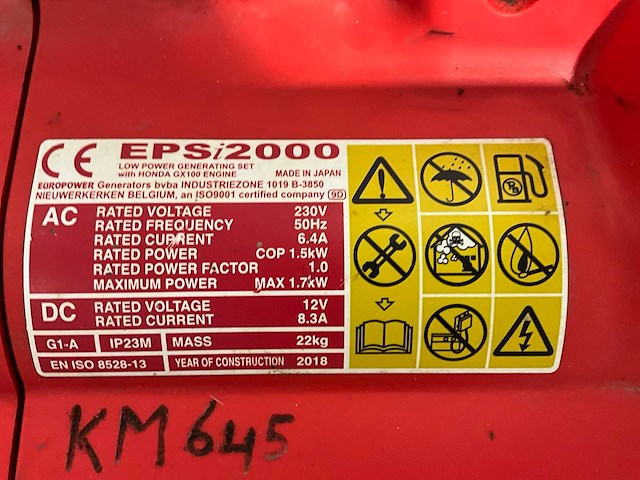 CE EPSi2000
LOW POWER GENERATING SET
with HONDA GX100 ENGINE MADE IN JAPAN
EUROPOWER Generators bvba INDUSTRIEZONE 1019 B-3850
NIEUWERKERKEN BELGIUM, an ISO9001 certified company 9D
AC RATED VOLTAGE 230V
RATED FREQUENCY 50Hz
RATED CURRENT 6.4A
RATED POWER COP 1.5kW
RATED POWER FACTOR 1.0
MAXIMUM POWER MAX 1.7kW
DC RATED VOLTAGE 12V
RATED CURRENT 8.3A
G1-A IP23M MASS 22kg
EN ISO 8528-13 YEAR OF CONSTRUCTION 2018
KM645